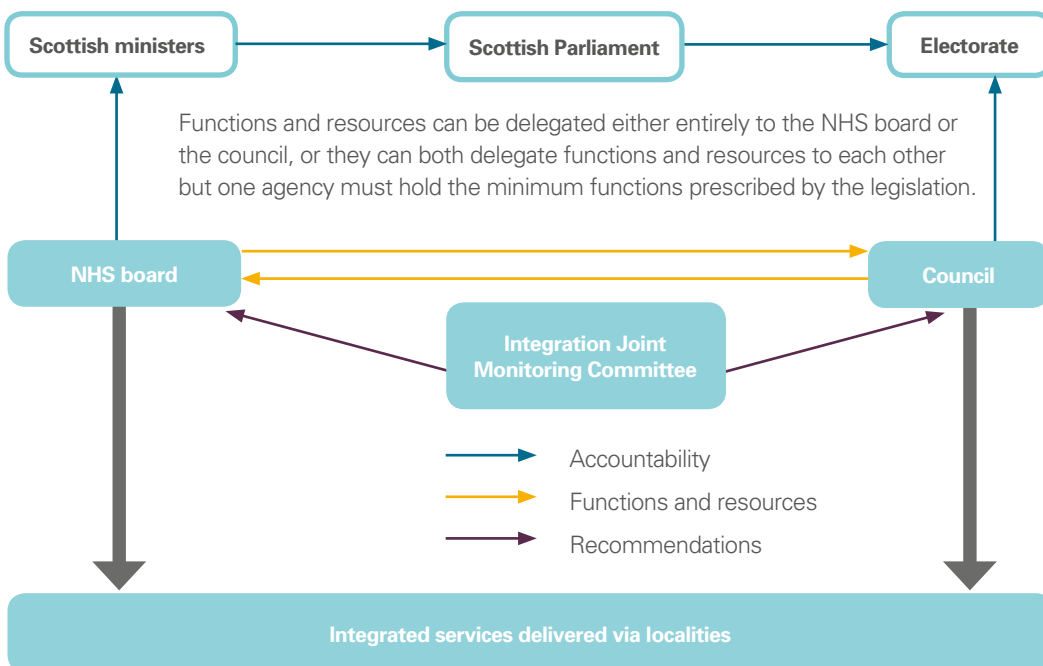 Scottish ministers
Scottish Parliament
Electorate
Functions and resources can be delegated either entirely to the NHS board or
the council, or they can both delegate functions and resources to each other
but one agency must hold the minimum functions prescribed by the legislation.
NHS board
Council
Integration Joint
Monitoring Committee
Accountability
Functions and resources
Recommendations
Integrated services delivered via localities